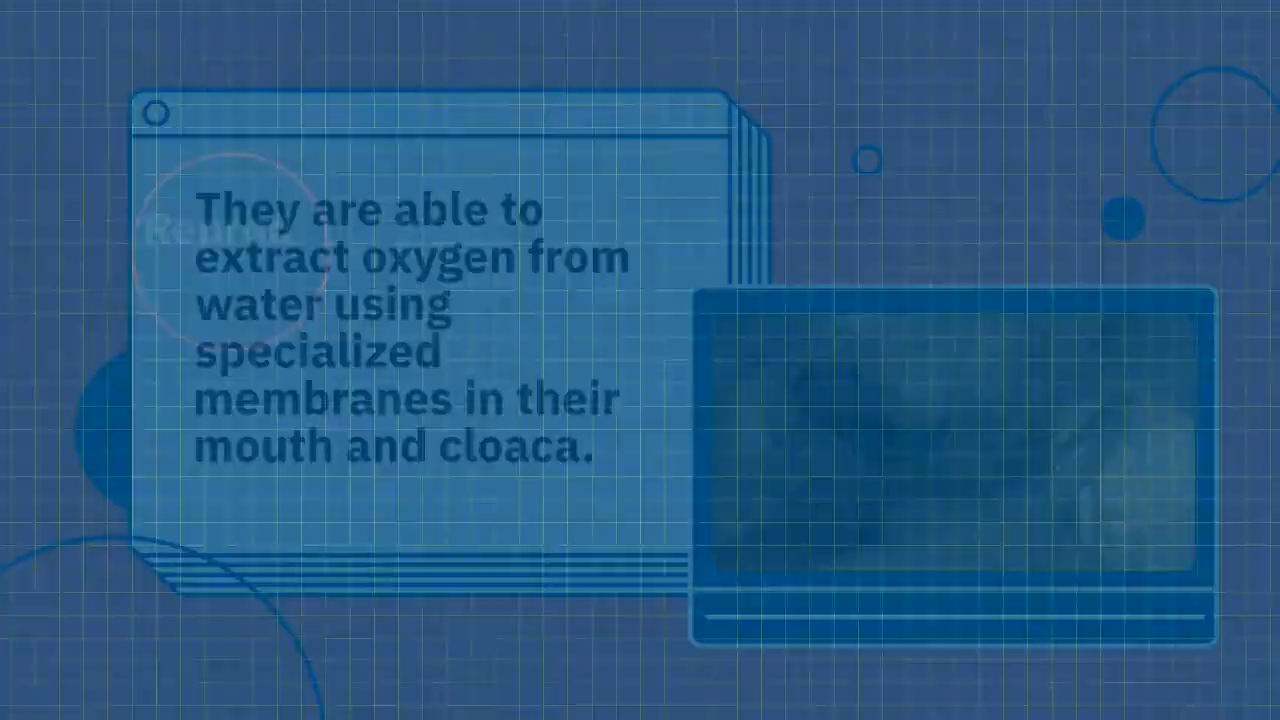 They are able to
extract oxygen from
water using
specialized
membranes in their
mouth and cloaca.